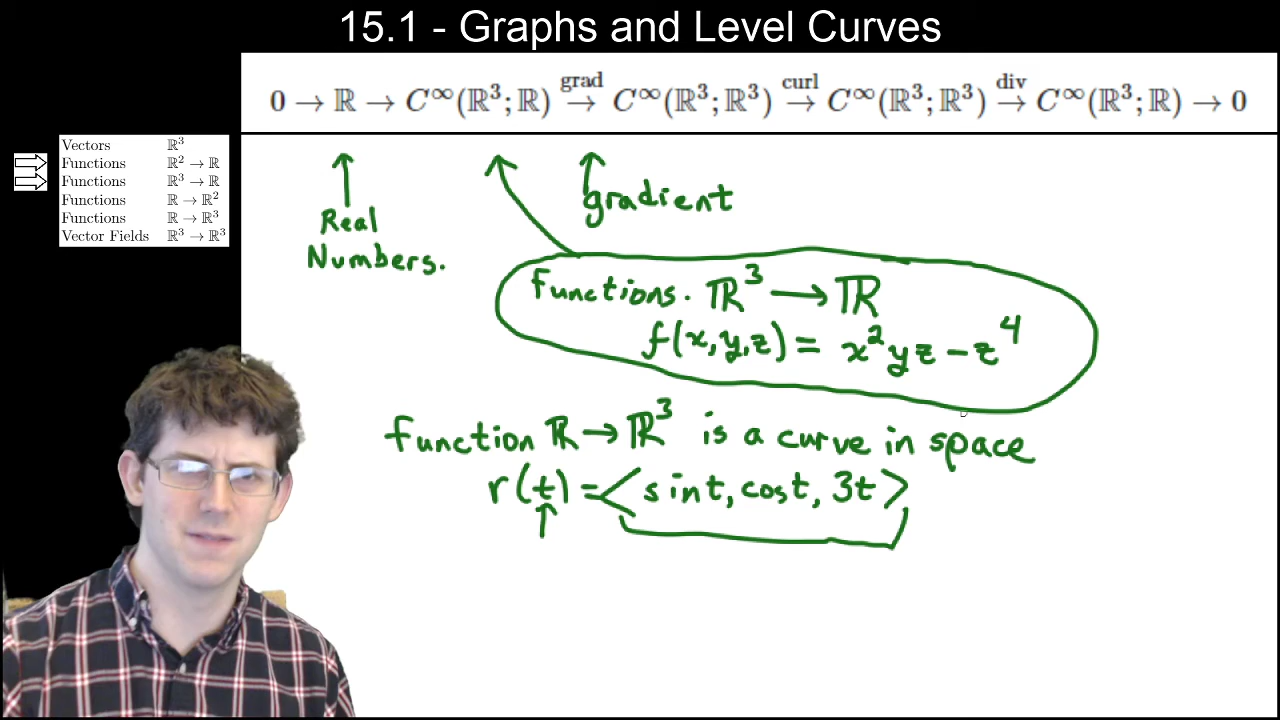 15.1 - Graphs and Level Curves
0 → ℝ → C^∞(ℝ³; ℝ) grad→ C^∞(ℝ³; ℝ³) curl→ C^∞(ℝ³; ℝ³) div→ C^∞(ℝ³; ℝ) → 0
Vectors ℝ³
Functions ℝ² → ℝ
Functions ℝ³ → ℝ
Functions ℝ → ℝ²
Functions ℝ → ℝ³
Vector Fields ℝ³ → ℝ³
gradient
Real
Numbers.
functions. ℝ³ → ℝ
f(x,y,z) = x²yz - z⁴
function ℝ → ℝ³ is a curve in space
r(t) = <sint, cost, 3t>